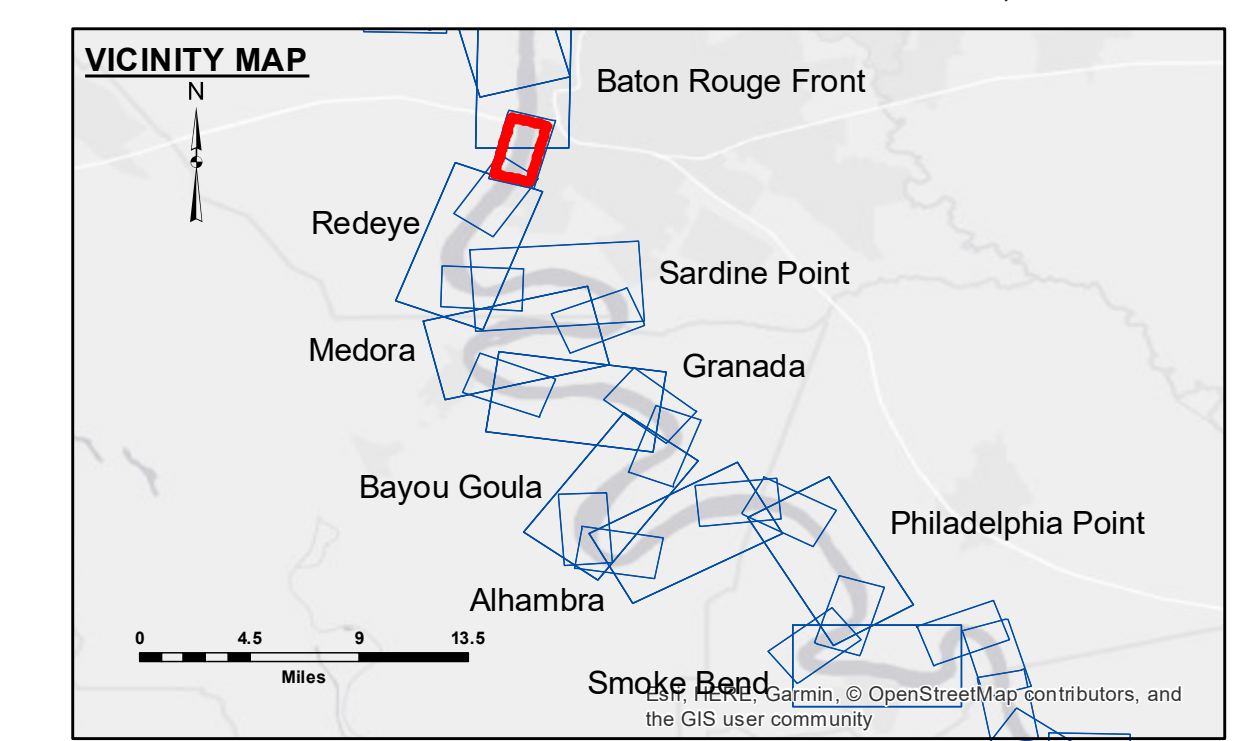 VICINITY MAP
N
Baton Rouge Front
Redeye
Sardine Point
Medora
Granada
Bayou Goula
Philadelphia Point
Alhambra
0 4.5 9 13.5
Miles
Smoke Bend
Esri, HERE, Garmin, © OpenStreetMap contributors, and
the GIS user community